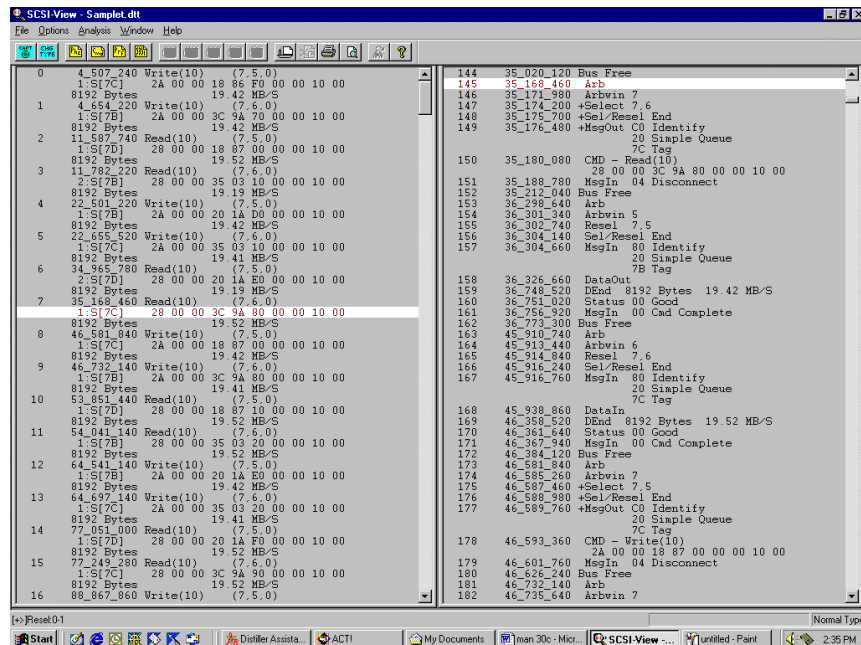 SCSI-View - Samplet.dtt
File Options Analysis Window Help
CAPT CHG TYPE
0 4_507_240 Write(10) (7,5,0)
1:S[7C] 2A 00 00 18 86 F0 00 00 10 00
8192 Bytes 19.42 MB/S
1 4_654_220 Write(10) (7,6,0)
1:S[7C] 2A 00 00 3C 9A 70 00 00 10 00
8192 Bytes 19.42 MB/S
2 11_587_740 Read(10) (7,5,0)
1:S[7D] 28 00 00 18 87 00 00 00 10 00
8192 Bytes 19.52 MB/S
3 11_782_220 Read(10) (7,6,0)
2:S[7B] 28 00 00 35 03 10 00 00 10 00
8192 Bytes 19.19 MB/S
4 22_501_220 Write(10) (7,5,0)
1:S[7C] 2A 00 00 20 1A D0 00 00 10 00
8192 Bytes 19.42 MB/S
5 22_655_520 Write(10) (7,6,0)
1:S[7C] 2A 00 00 35 03 10 00 00 10 00
8192 Bytes 19.41 MB/S
6 34_965_780 Read(10) (7,5,0)
2:S[7D] 28 00 00 20 1A E0 00 00 10 00
8192 Bytes 19.19 MB/S
7 35_168_460 Read(10) (7,6,0)
1:S[7C] 28 00 00 3C 9A 80 00 00 10 00
8192 Bytes 19.52 MB/S
8 46_581_840 Write(10) (7,5,0)
1:S[7C] 2A 00 00 18 87 00 00 00 10 00
8192 Bytes 19.42 MB/S
9 46_732_140 Write(10) (7,6,0)
1:S[7B] 2A 00 00 3C 9A 80 00 00 10 00
8192 Bytes 19.41 MB/S
10 53_851_440 Read(10) (7,5,0)
1:S[7D] 28 00 00 18 87 10 00 00 10 00
8192 Bytes 19.52 MB/S
11 54_041_140 Read(10) (7,6,0)
1:S[7B] 28 00 00 35 03 20 00 00 10 00
8192 Bytes 19.52 MB/S
12 64_541_140 Write(10) (7,5,0)
1:S[7B] 2A 00 00 20 1A E0 00 00 10 00
8192 Bytes 19.42 MB/S
13 64_697_140 Write(10) (7,6,0)
1:S[7C] 2A 00 00 35 03 20 00 00 10 00
8192 Bytes 19.41 MB/S
14 77_051_000 Read(10) (7,5,0)
1:S[7D] 28 00 00 20 1A F0 00 00 10 00
8192 Bytes 19.52 MB/S
15 77_249_280 Read(10) (7,6,0)
1:S[7C] 28 00 00 3C 9A 90 00 00 10 00
8192 Bytes 19.52 MB/S
16 88_867_860 Write(10) (7,5,0)
144 35_020_120 Bus Free
145 35_168_460 Arb
146 35_171_980 Arbwin 7
147 35_174_200 +Select 7,6
148 35_175_700 +Sel/Resel End
149 35_176_480 +MsgOut C0 Identify
20 Simple Queue
7C Tag
150 35_180_080 CMD - Read(10)
28 00 00 3C 9A 80 00 00 10 00
151 35_188_780 MsgIn 04 Disconnect
152 35_212_040 Bus Free
153 36_298_640 Arb
154 36_301_340 Arbwin 5
155 36_302_740 Resel 7,5
156 36_304_140 Sel/Resel End
157 36_304_660 MsgIn 80 Identify
20 Simple Queue
7B Tag
158 36_326_660 DataOut
159 36_748_520 DEnd 8192 Bytes 19.42 MB/S
160 36_751_020 Status 00 Good
161 36_756_920 MsgIn 00 Cmd Complete
162 36_773_300 Bus Free
163 45_910_740 Arb
164 45_913_440 Arbwin 6
165 45_914_840 Resel 7,6
166 45_916_240 Sel/Resel End
167 45_916_760 MsgIn 80 Identify
20 Simple Queue
7C Tag
168 45_938_860 DataIn
169 46_358_520 DEnd 8192 Bytes 19.52 MB/S
170 46_361_640 Status 00 Good
171 46_367_940 MsgIn 00 Cmd Complete
172 46_384_120 Bus Free
173 46_581_840 Arb
174 46_585_260 Arbwin 7
175 46_587_460 +Select 7,5
176 46_588_980 +Sel/Resel End
177 46_589_760 +MsgOut C0 Identify
20 Simple Queue
7C Tag
178 46_593_360 CMD - Write(10)
2A 00 00 18 87 00 00 00 10 00
179 46_601_760 MsgIn 04 Disconnect
180 46_626_240 Bus Free
181 46_732_140 Arb
182 46_735_640 Arbwin 7
[+>]Reset:0-1 Normal Type
Start Distiller Assista... ACT! My Documents man 30c - Micr... SCSI-View -... untitled - Paint 2:35 PM